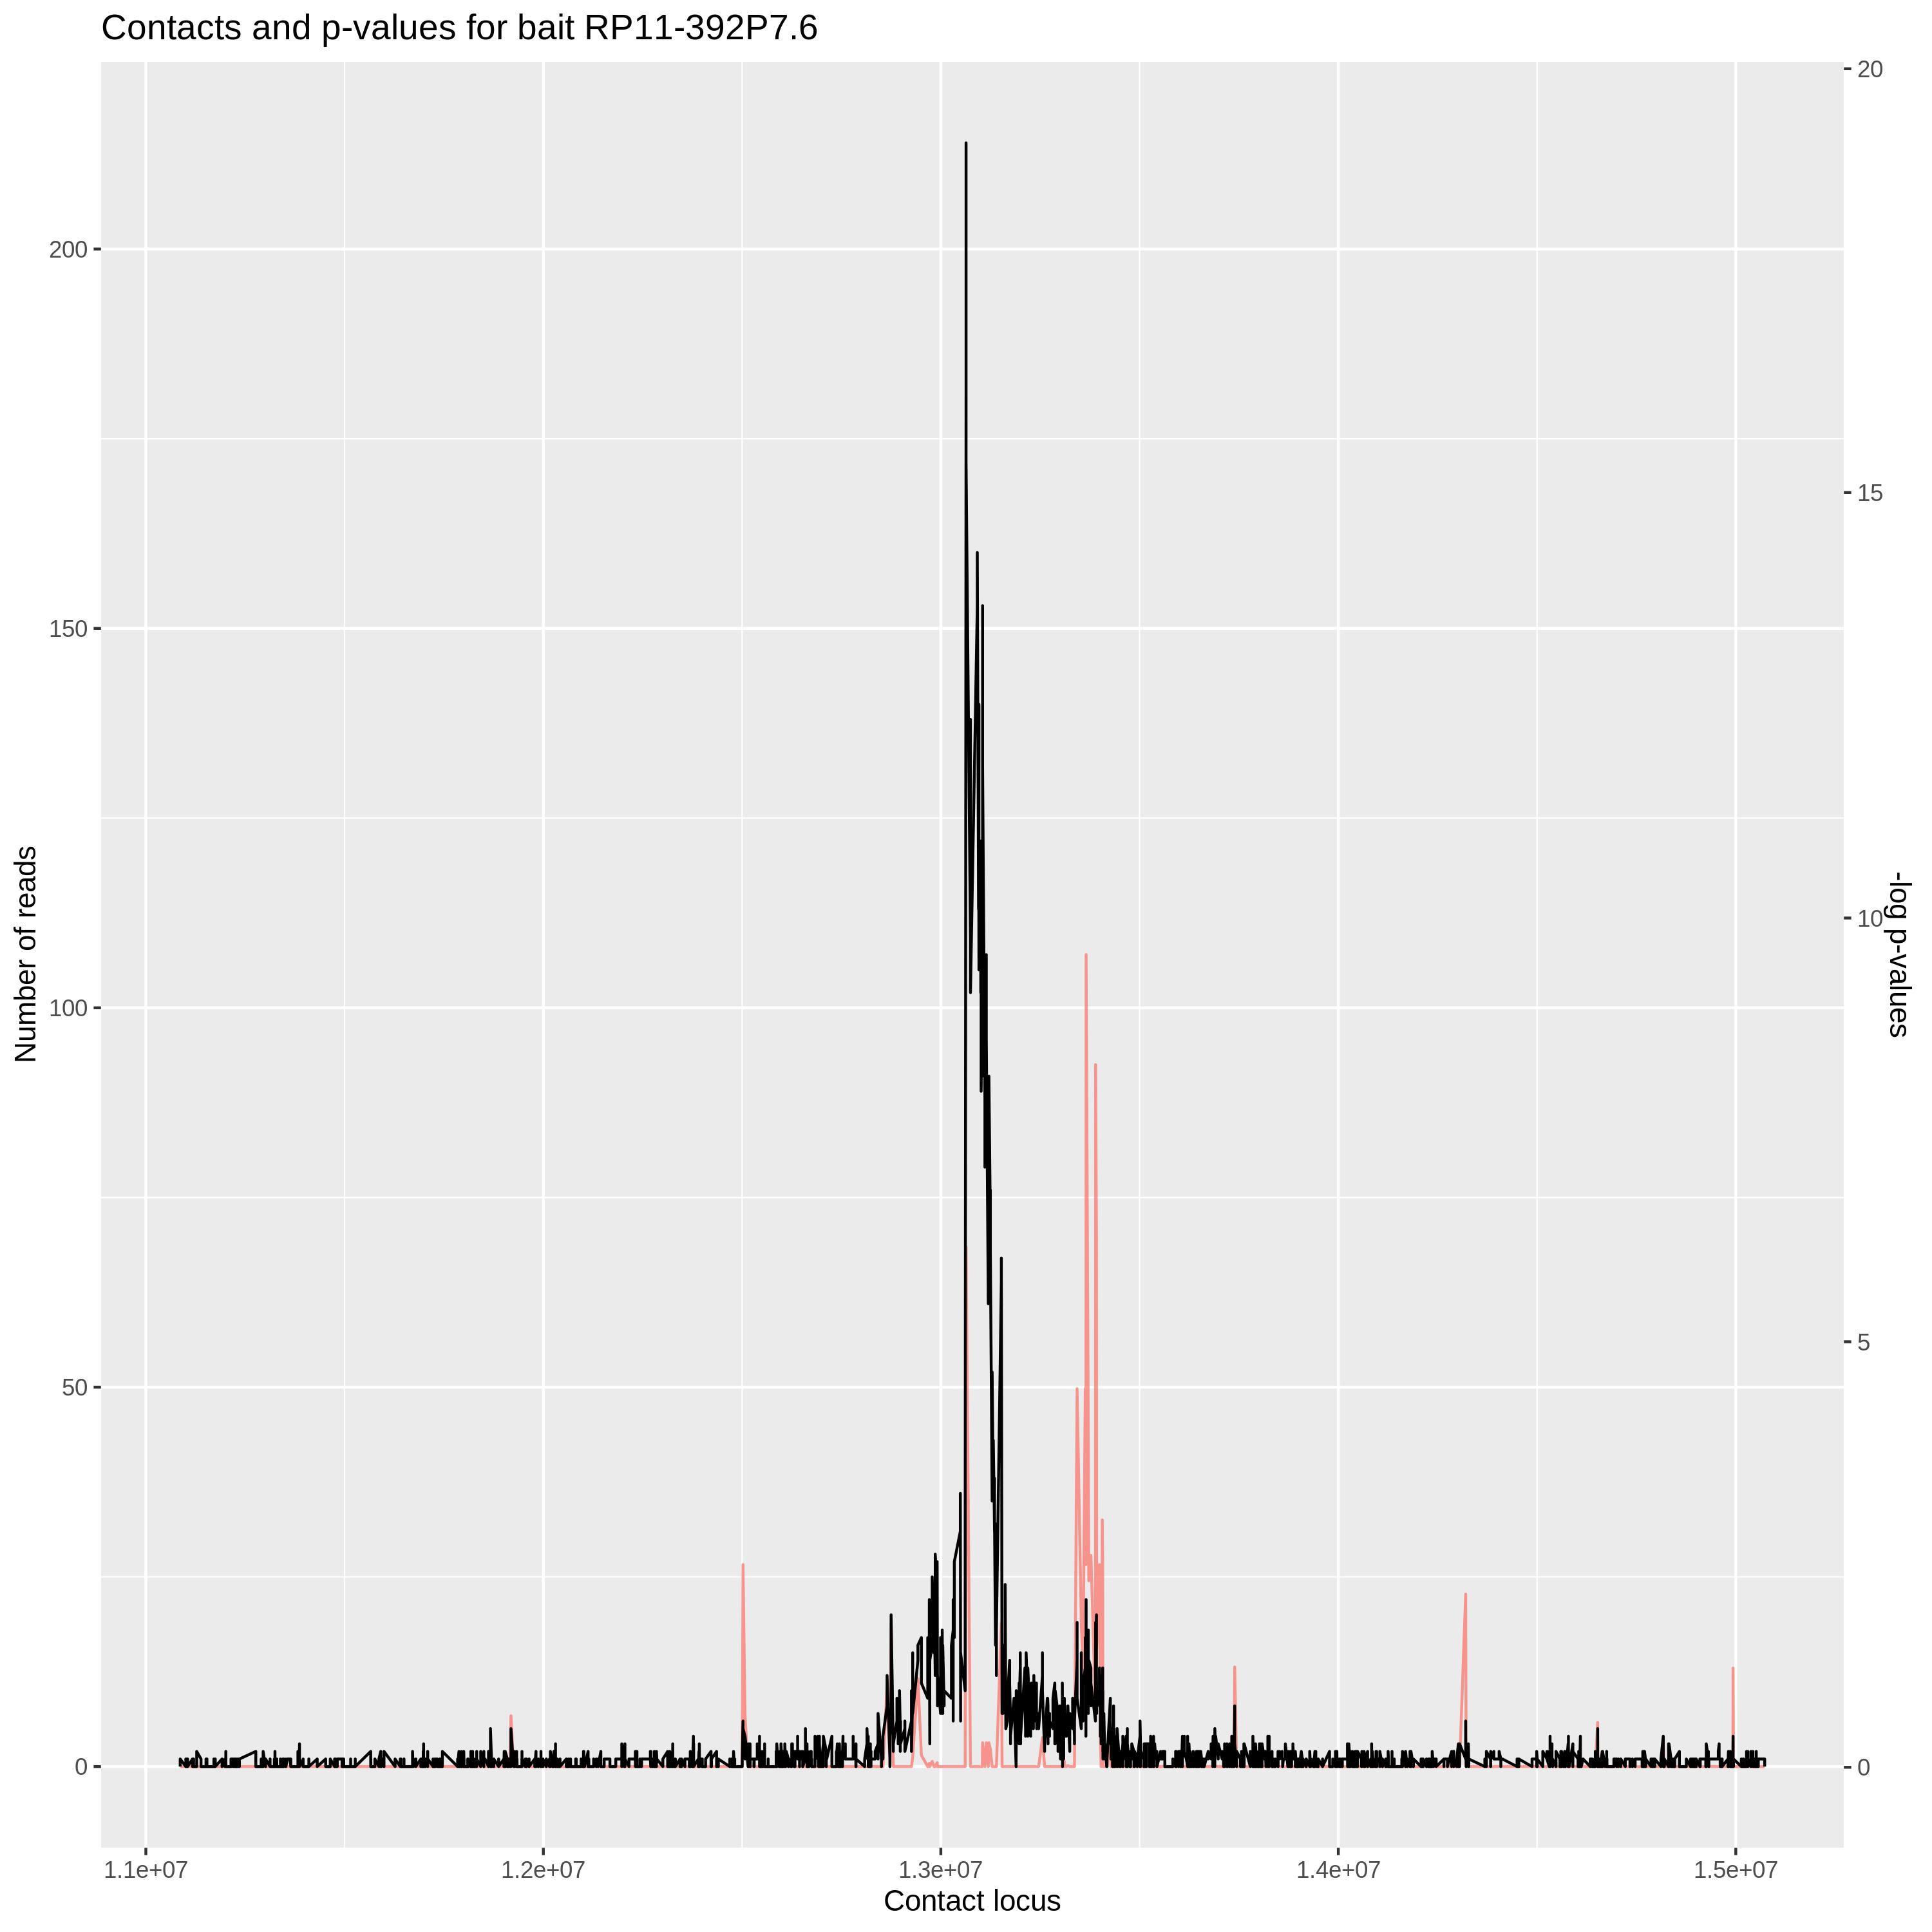 Contacts and p-values for bait RP11-392P7.6
Number of reads
200
150
100
50
0
20
15
10
5
0
-log p-values
1.1e+07 1.2e+07 1.3e+07 1.4e+07 1.5e+07
Contact locus